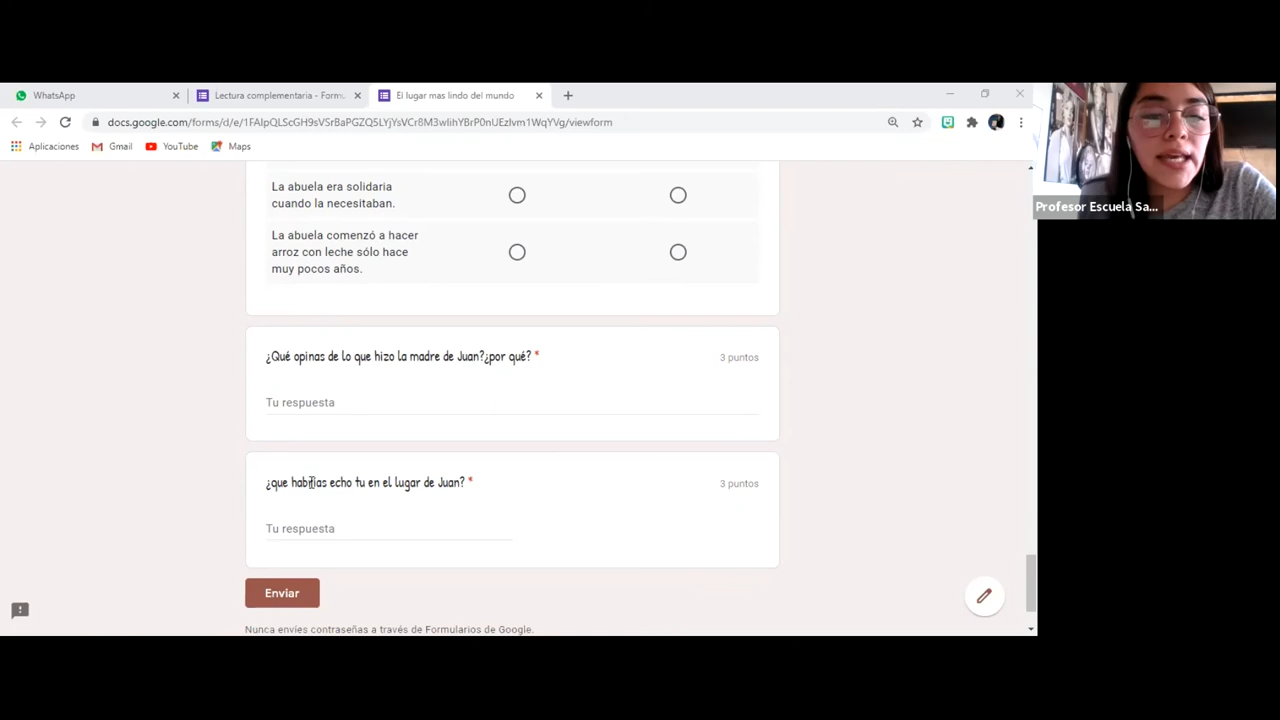 WhatsApp
Lectura complementaria - Formu
El lugar mas lindo del mundo
docs.google.com/forms/d/e/1FAIpQLScGH9sVSrBaPGZQ5LYjYsVCr8M3wIihYBrP0nUEzlvm1WqYVg/viewform
Aplicaciones
Gmail
YouTube
Maps
Profesor Escuela Sa...
La abuela era solidaria
cuando la necesitaban.
La abuela comenzó a hacer
arroz con leche sólo hace
muy pocos años.
¿Qué opinas de lo que hizo la madre de Juan?¿por qué? *
3 puntos
Tu respuesta
¿que habrias echo tu en el lugar de Juan? *
3 puntos
Tu respuesta
Enviar
Nunca envíes contraseñas a través de Formularios de Google.